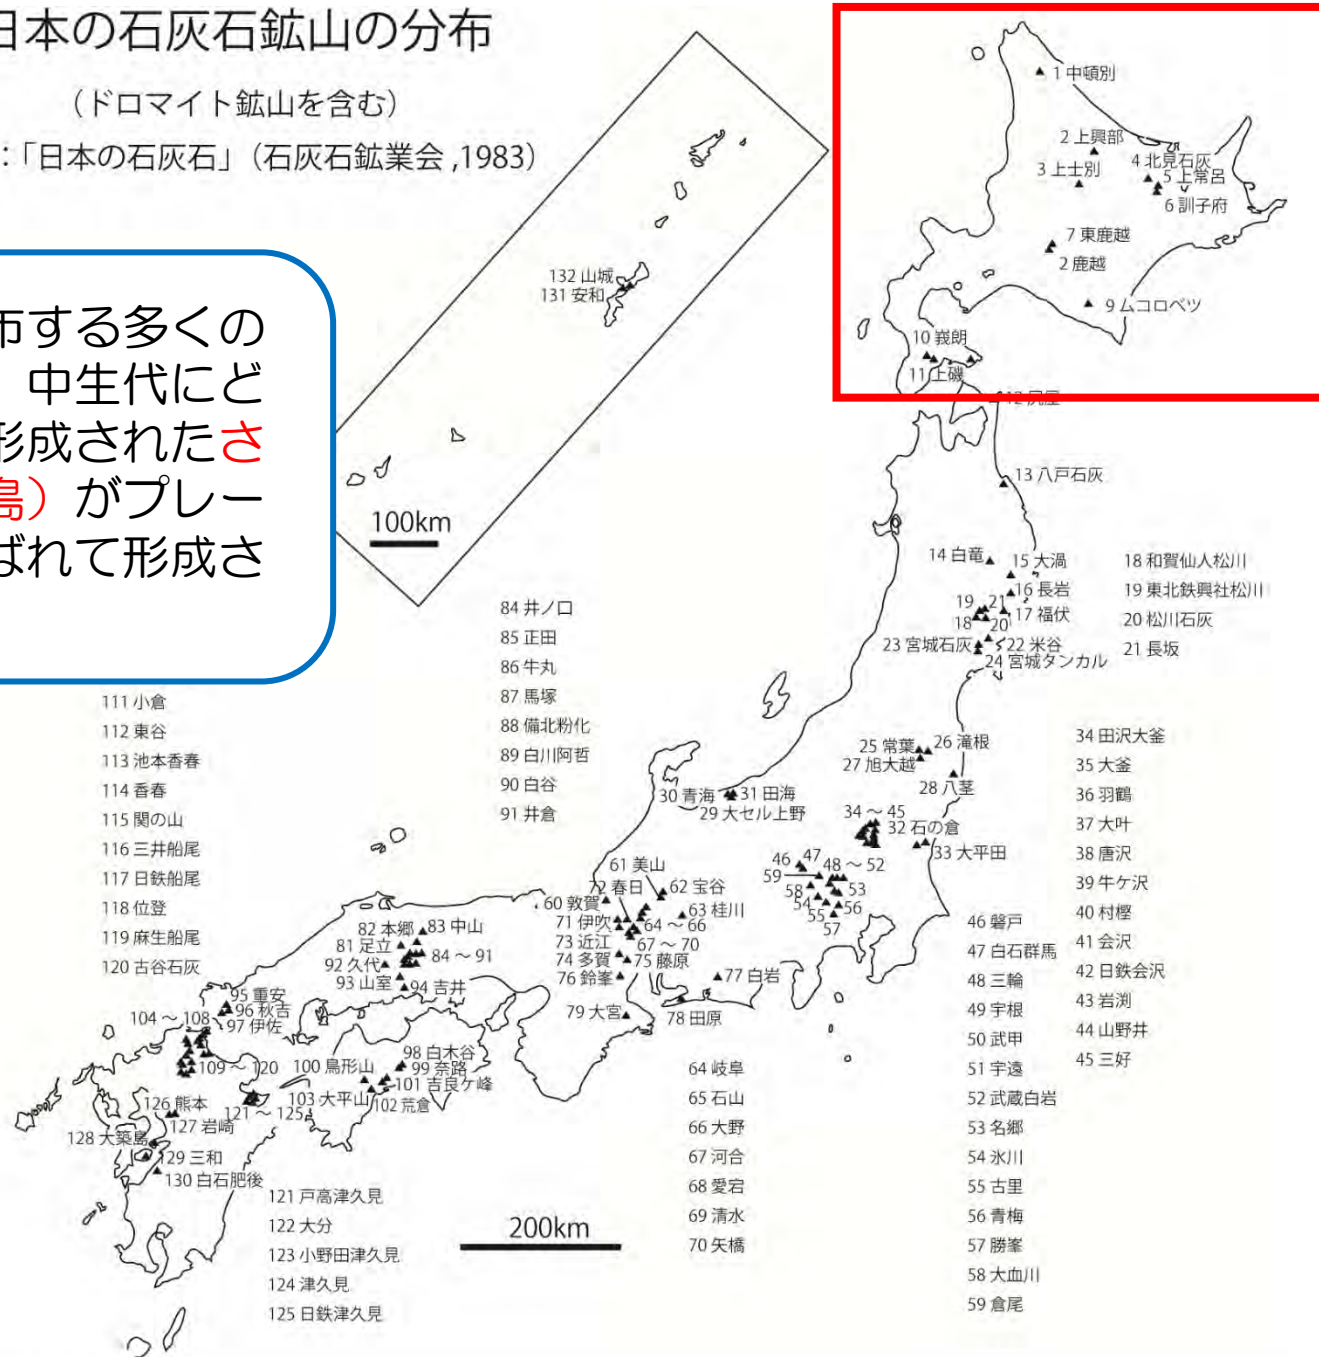 日本の石灰石鉱山の分布
（ドロマイト鉱山を含む）
：「日本の石灰石」（石灰石鉱業会 ,1983）
布する多くの
中生代にど
形成されたさ
島）がプレー
ばれて形成さ
100km
132 山城
131 安和
1 中頓別
2 上興部
3 上士別
4 北見石灰
5 上常呂
6 訓子府
7 東鹿越
2 鹿越
9 ムコロベツ
10 峩朗
11 上磯
12 尻屋
13 八戸石灰
14 白竜
15 大渦
16 長岩
19
21
17 福伏
18
20
23 宮城石灰
22 米谷
24 宮城タンカル
18 和賀仙人松川
19 東北鉄興社松川
20 松川石灰
21 長坂
25 常葉
26 滝根
27 旭大越
28 八茎
30 青海
31 田海
29 大セル上野
34 ～ 45
32 石の倉
33 大平田
46
47
48 ～ 52
59
58
53
54
56
55
57
61 美山
72 春日
62 宝谷
60 敦賀
63 桂川
71 伊吹
64 ～ 66
73 近江
67 ～ 70
74 多賀
75 藤原
76 鈴峯
77 白岩
79 大宮
78 田原
82 本郷
83 中山
81 足立
84 ～ 91
92 久代
93 山室
94 吉井
95 重安
96 秋吉
97 伊佐
104 ～ 108
109 ～ 120
98 白木谷
100 鳥形山
99 奈路
101 吉良ケ峰
103 大平山
102 荒倉
121 ～ 125
126 熊本
127 岩崎
128 大築島
129 三和
130 白石肥後
200km
84 井ノ口
85 正田
86 牛丸
87 馬塚
88 備北粉化
89 白川阿哲
90 白谷
91 井倉
111 小倉
112 東谷
113 池本香春
114 香春
115 関の山
116 三井船尾
117 日鉄船尾
118 位登
119 麻生船尾
120 古谷石灰
121 戸高津久見
122 大分
123 小野田津久見
124 津久見
125 日鉄津久見
64 岐阜
65 石山
66 大野
67 河合
68 愛宕
69 清水
70 矢橋
34 田沢大釜
35 大釜
36 羽鶴
37 大叶
38 唐沢
39 牛ケ沢
40 村樫
41 会沢
42 日鉄会沢
43 岩渕
44 山野井
45 三好
46 磐戸
47 白石群馬
48 三輪
49 宇根
50 武甲
51 宇遠
52 武蔵白岩
53 名郷
54 氷川
55 古里
56 青梅
57 勝峯
58 大血川
59 倉尾